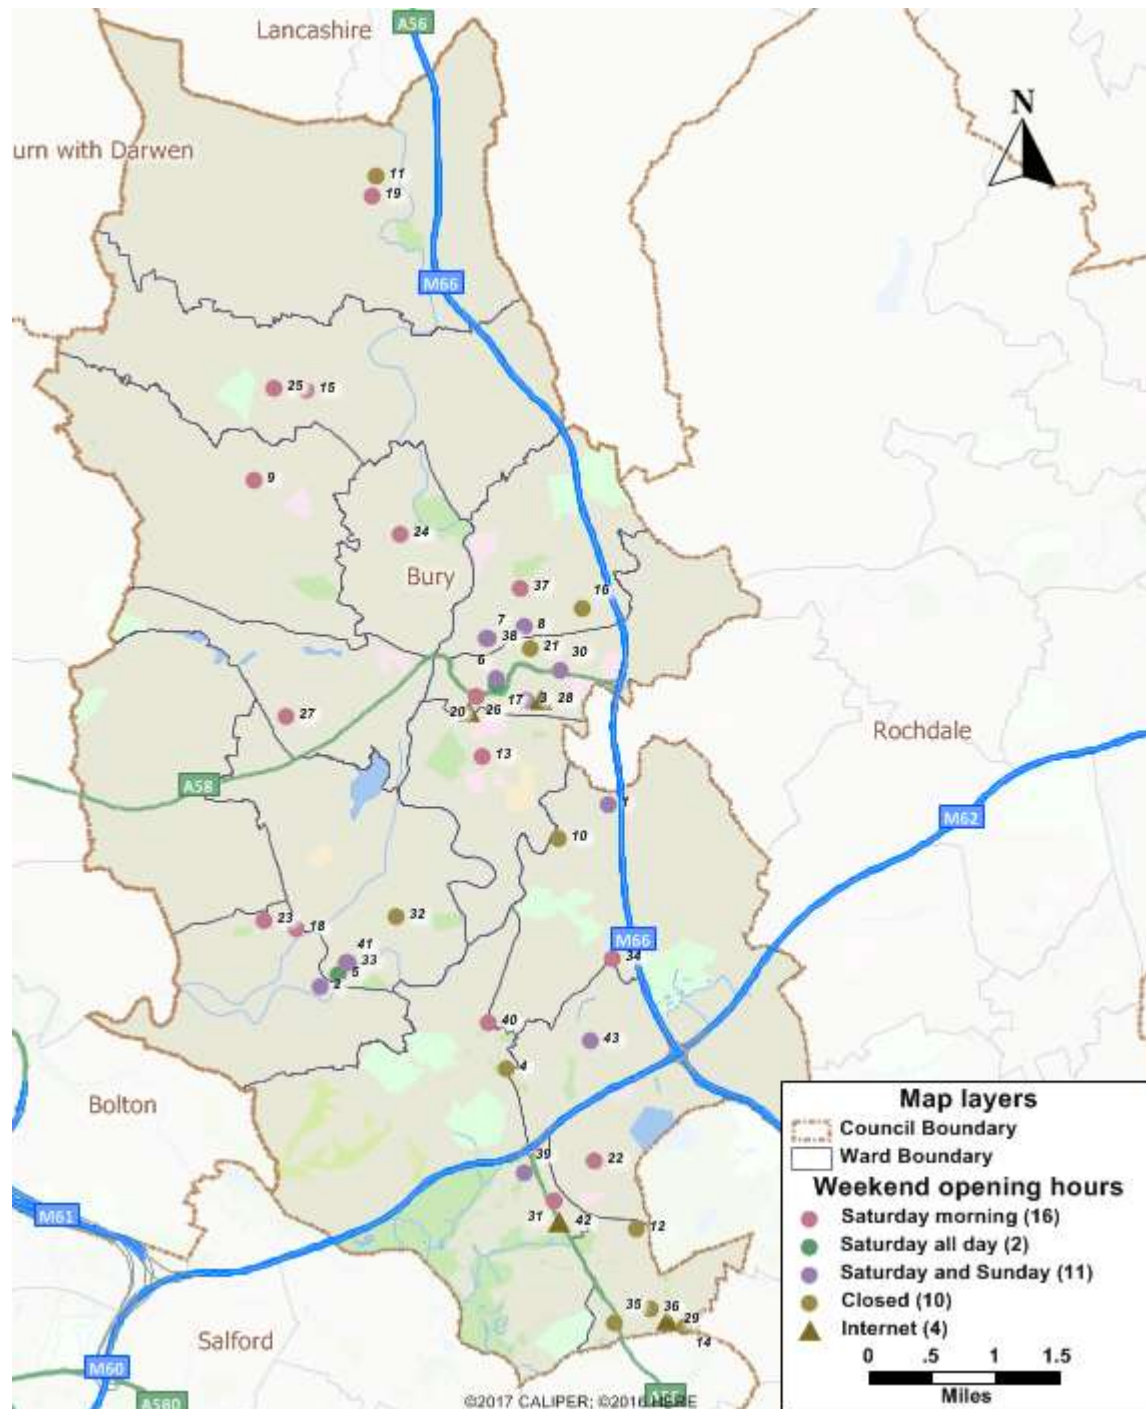 A56
Lancashire
N
urn with Darwen
11
19
M66
25
15
9
24
Bury
37
16
7
8
38
21
6
30
17
3
28
20
26
27
13
Rochdale
A58
1
M62
10
23
18
32
41
33
5
2
M66
34
40
43
4
Bolton
39
22
M61
31
42
12
35
36
29
14
Salford
M60
A580
A56
©2017 CALIPER; ©2016 HERE
Map layers
Council Boundary
Ward Boundary
Weekend opening hours
Saturday morning (16)
Saturday all day (2)
Saturday and Sunday (11)
Closed (10)
Internet (4)
0 .5 1 1.5
Miles